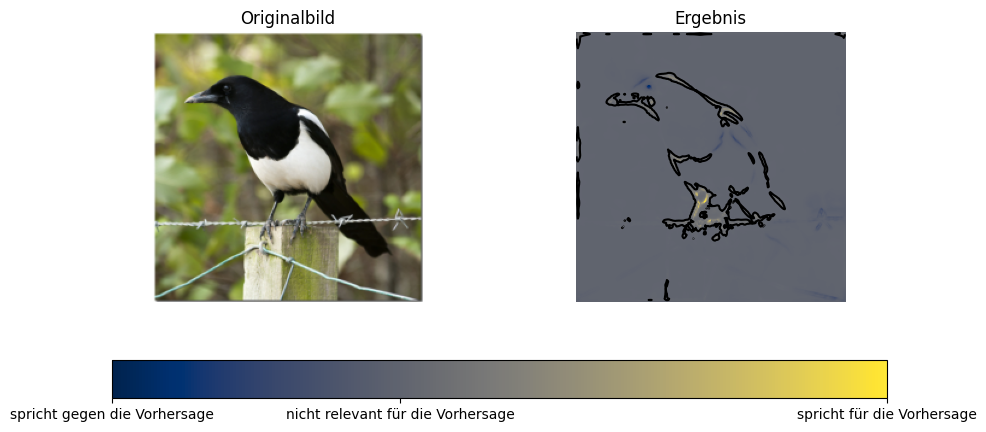 Originalbild
Ergebnis
spricht gegen die Vorhersage
nicht relevant für die Vorhersage
spricht für die Vorhersage